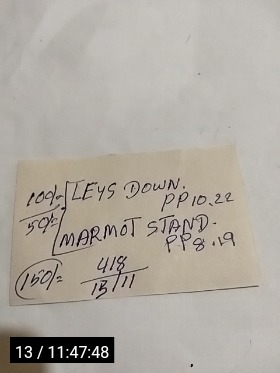 100/= LEYS DOWN.
PP10.22
50/= MARMOT STAND.
PP8.19
150/= 418
13/11
13 / 11:47:48